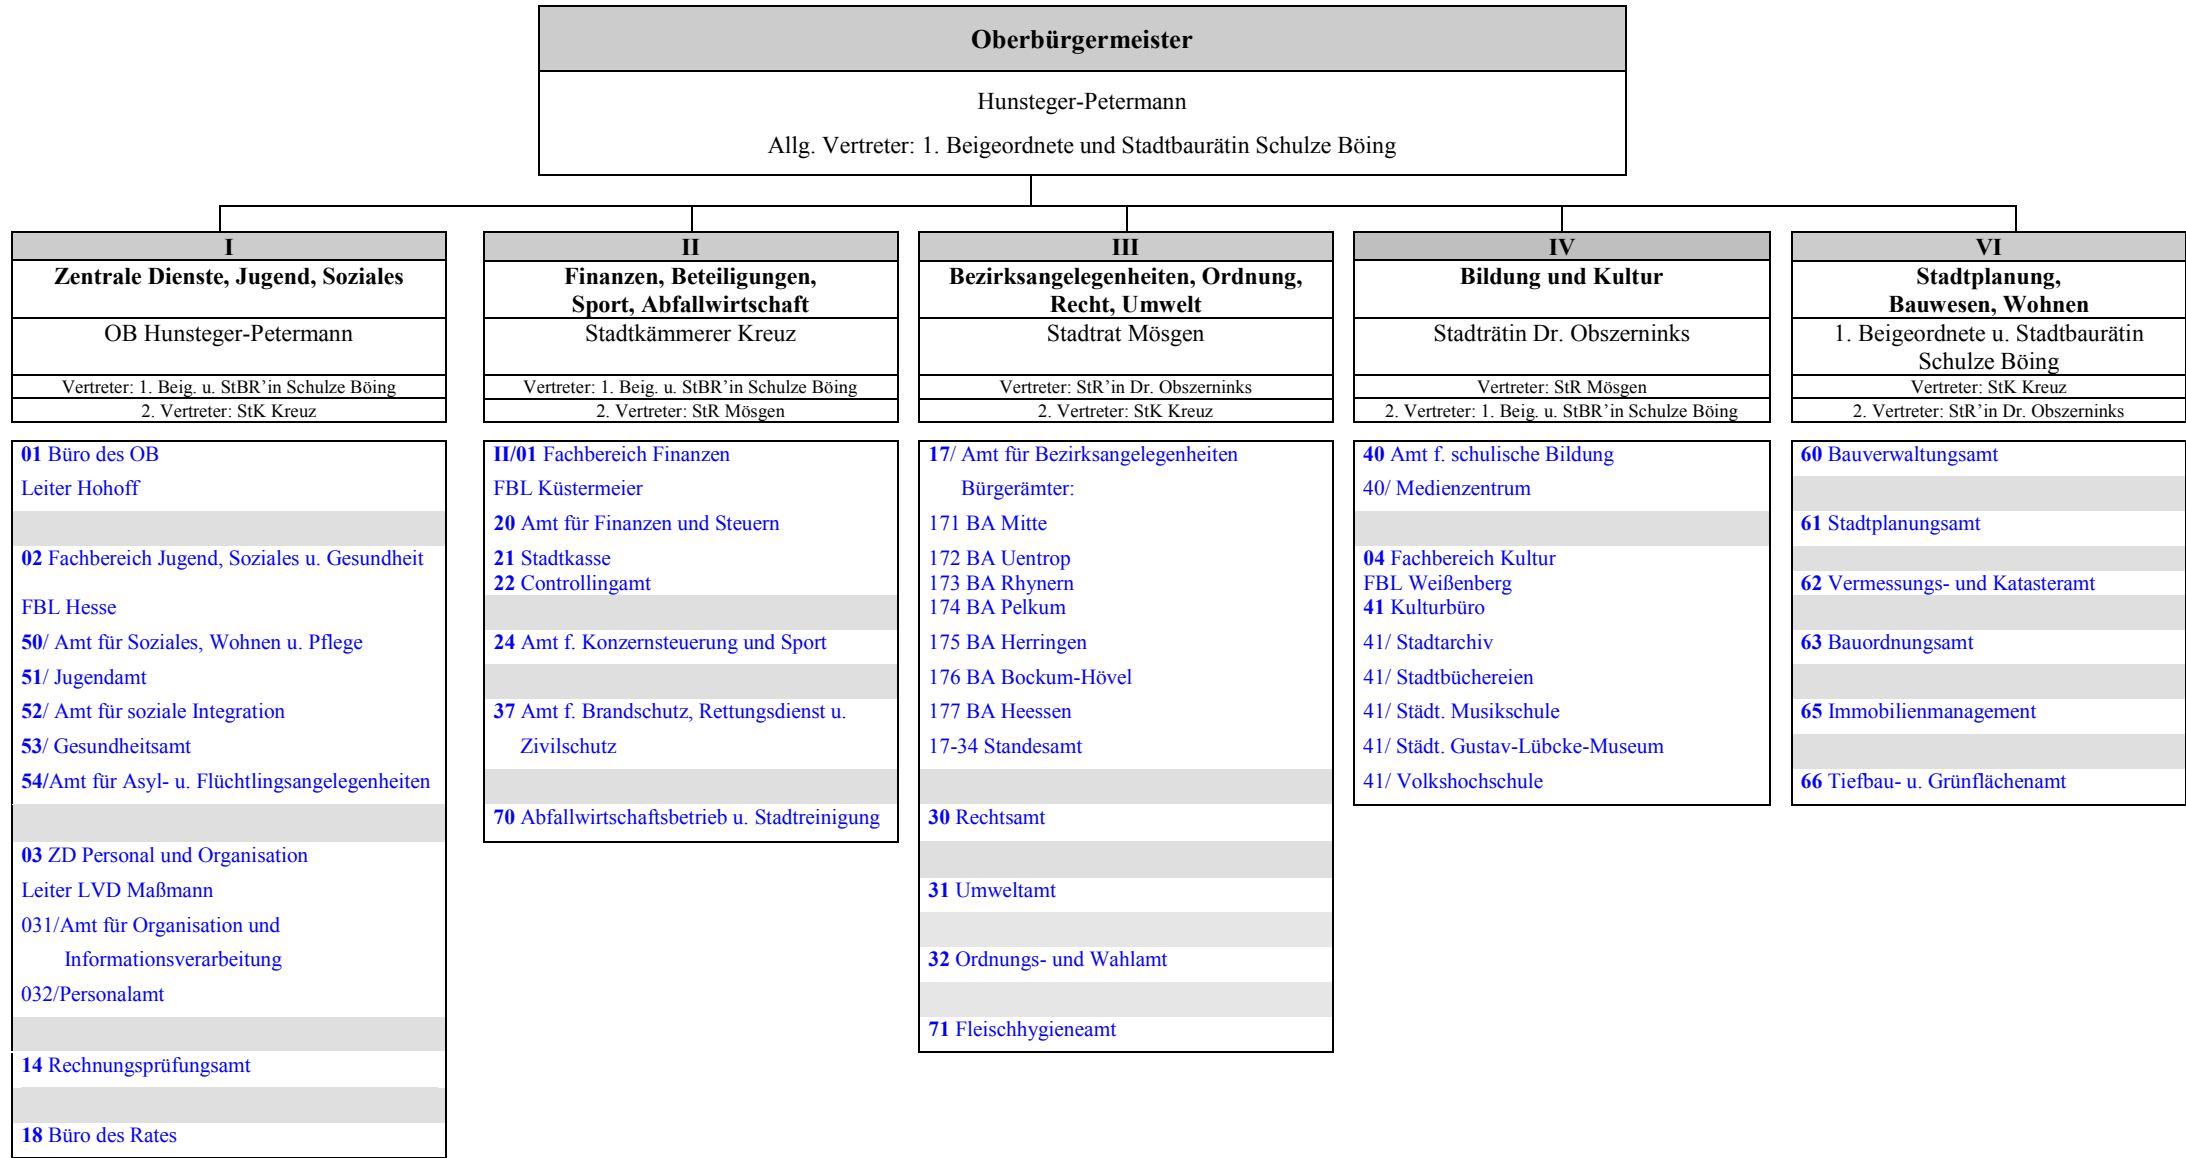 Oberbürgermeister
Hunsteger-Petermann
Allg. Vertreter: 1. Beigeordnete und Stadtbaurätin Schulze Böing
I
Zentrale Dienste, Jugend, Soziales
OB Hunsteger-Petermann
Vertreter: 1. Beig. u. StBR’in Schulze Böing
2. Vertreter: StK Kreuz
01 Büro des OB
Leiter Hohoff
02 Fachbereich Jugend, Soziales u. Gesundheit
FBL Hesse
50/ Amt für Soziales, Wohnen u. Pflege
51/ Jugendamt
52/ Amt für soziale Integration
53/ Gesundheitsamt
54/Amt für Asyl- u. Flüchtlingsangelegenheiten
03 ZD Personal und Organisation
Leiter LVD Maßmann
031/Amt für Organisation und
Informationsverarbeitung
032/Personalamt
14 Rechnungsprüfungsamt
18 Büro des Rates
II
Finanzen, Beteiligungen,
Sport, Abfallwirtschaft
Stadtkämmerer Kreuz
Vertreter: 1. Beig. u. StBR’in Schulze Böing
2. Vertreter: StR Mösgen
II/01 Fachbereich Finanzen
FBL Küstermeier
20 Amt für Finanzen und Steuern
21 Stadtkasse
22 Controllingamt
24 Amt f. Konzernsteuerung und Sport
37 Amt f. Brandschutz, Rettungsdienst u.
Zivilschutz
70 Abfallwirtschaftsbetrieb u. Stadtreinigung
III
Bezirksangelegenheiten, Ordnung,
Recht, Umwelt
Stadtrat Mösgen
Vertreter: StR’in Dr. Obszerninks
2. Vertreter: StK Kreuz
17/ Amt für Bezirksangelegenheiten
Bürgerämter:
171 BA Mitte
172 BA Uentrop
173 BA Rhynern
174 BA Pelkum
175 BA Herringen
176 BA Bockum-Hövel
177 BA Heessen
17-34 Standesamt
30 Rechtsamt
31 Umweltamt
32 Ordnungs- und Wahlamt
71 Fleischhygieneamt
IV
Bildung und Kultur
Stadträtin Dr. Obszerninks
Vertreter: StR Mösgen
2. Vertreter: 1. Beig. u. StBR’in Schulze Böing
40 Amt f. schulische Bildung
40/ Medienzentrum
04 Fachbereich Kultur
FBL Weißenberg
41 Kulturbüro
41/ Stadtarchiv
41/ Stadtbüchereien
41/ Städt. Musikschule
41/ Städt. Gustav-Lübcke-Museum
41/ Volkshochschule
VI
Stadtplanung,
Bauwesen, Wohnen
1. Beigeordnete u. Stadtbaurätin
Schulze Böing
Vertreter: StK Kreuz
2. Vertreter: StR’in Dr. Obszerninks
60 Bauverwaltungsamt
61 Stadtplanungsamt
62 Vermessungs- und Katasteramt
63 Bauordnungsamt
65 Immobilienmanagement
66 Tiefbau- u. Grünflächenamt